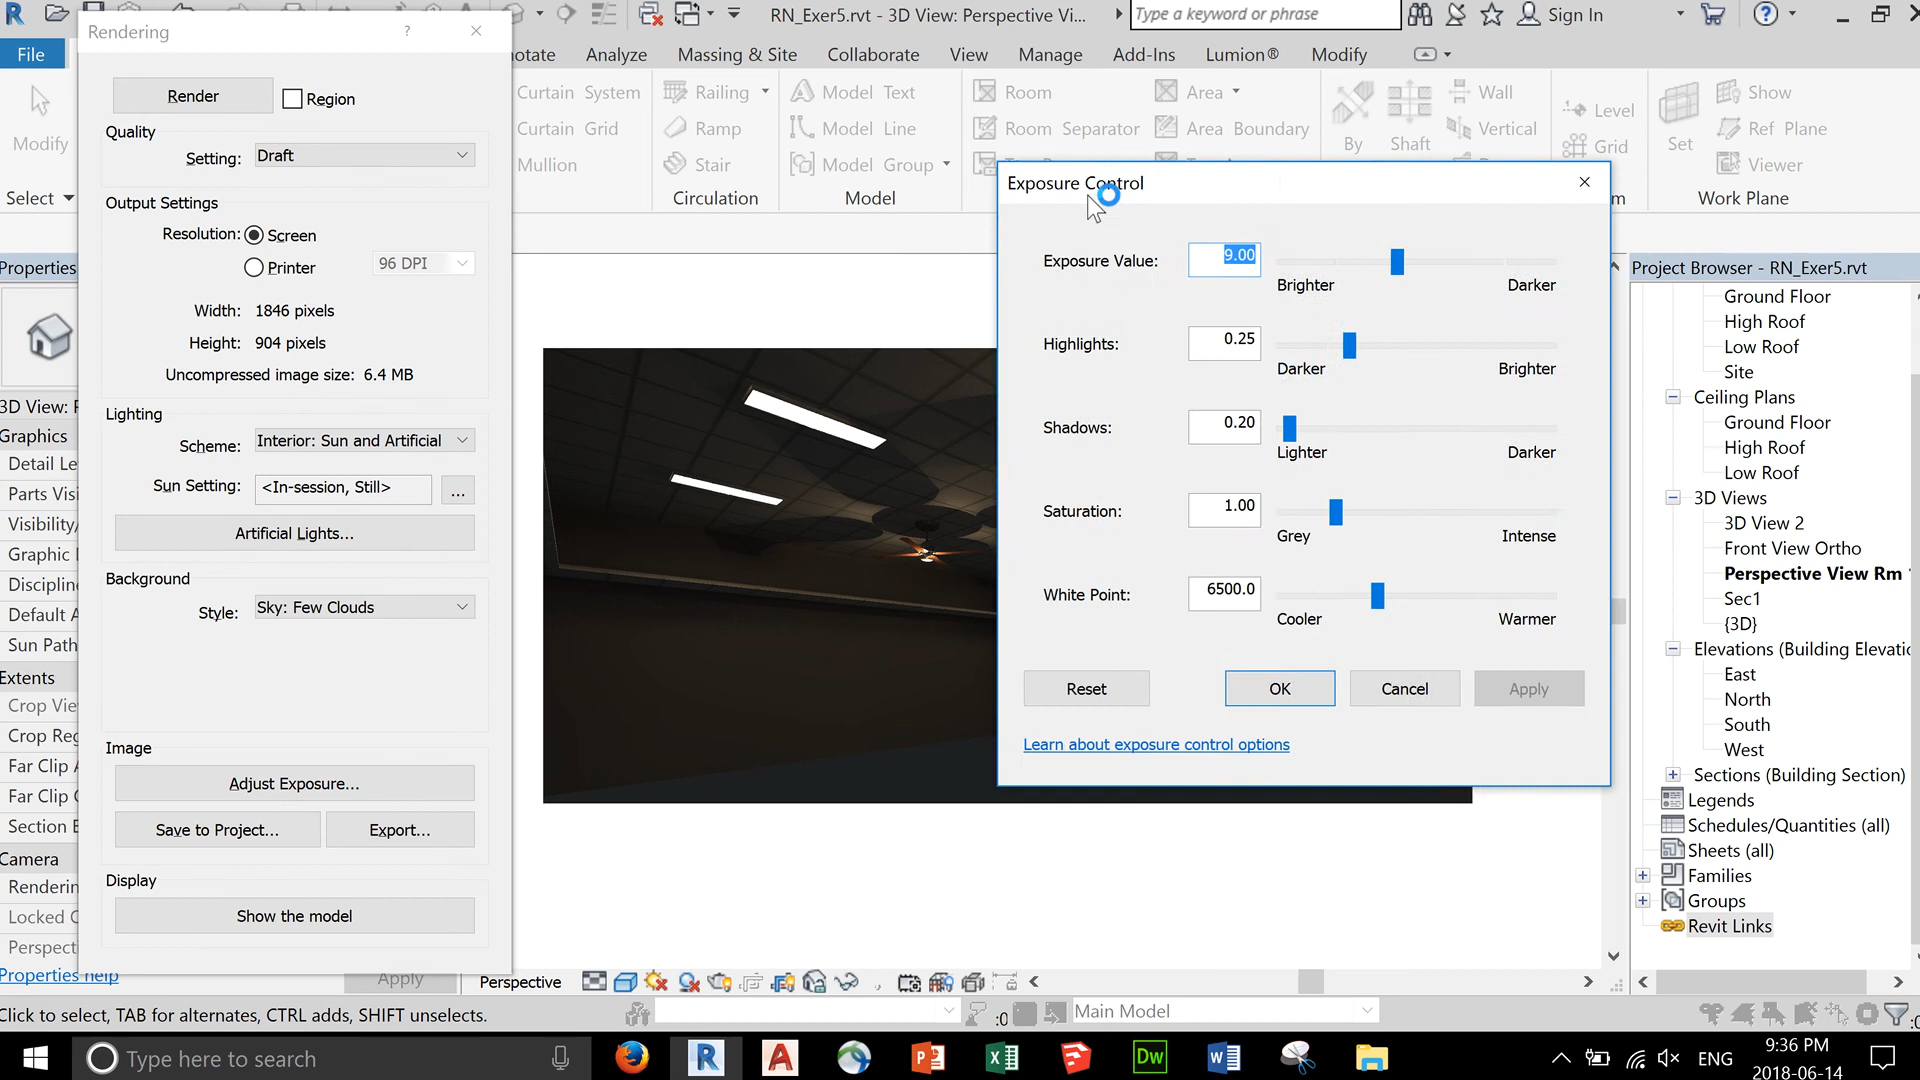 RN_Exer5.rvt - 3D View: Perspective Vi...
Type a keyword or phrase
Sign In
Rendering
File
notate
Analyze
Massing & Site
Collaborate
View
Manage
Add-Ins
Lumion®
Modify
Modify
Select
Curtain System
Curtain Grid
Mullion
Railing
Ramp
Stair
Circulation
Model Text
Model Line
Model Group
Model
Room
Room Separator
Area
Area Boundary
By
Shaft
Wall
Vertical
Level
Grid
Set
Show
Ref Plane
Viewer
Work Plane
Render
Region
Quality
Setting:
Draft
Output Settings
Resolution:
Screen
Printer
96 DPI
Width: 1846 pixels
Height: 904 pixels
Uncompressed image size: 6.4 MB
Lighting
Scheme:
Interior: Sun and Artificial
Sun Setting:
<In-session, Still>
...
Artificial Lights...
Background
Style:
Sky: Few Clouds
Image
Adjust Exposure...
Save to Project...
Export...
Display
Show the model
Properties
3D View: P
Graphics
Detail Le
Parts Visi
Visibility/
Graphic D
Disciplin
Default A
Sun Path
Extents
Crop View
Crop Reg
Far Clip A
Far Clip O
Section B
Camera
Renderin
Locked O
Perspecti
Properties help
Apply
Exposure Control
Exposure Value: 9.00
Brighter
Darker
Highlights: 0.25
Darker
Brighter
Shadows: 0.20
Lighter
Darker
Saturation: 1.00
Grey
Intense
White Point: 6500.0
Cooler
Warmer
Reset
OK
Cancel
Apply
Learn about exposure control options
Project Browser - RN_Exer5.rvt
Ground Floor
High Roof
Low Roof
Site
Ceiling Plans
Ground Floor
High Roof
Low Roof
3D Views
3D View 2
Front View Ortho
Perspective View Rm
Sec1
{3D}
Elevations (Building Elevatio
East
North
South
West
Sections (Building Section)
Legends
Schedules/Quantities (all)
Sheets (all)
Families
Groups
Revit Links
Perspective
Click to select, TAB for alternates, CTRL adds, SHIFT unselects.
:0
Main Model
Type here to search
ENG
9:36 PM
2018-06-14